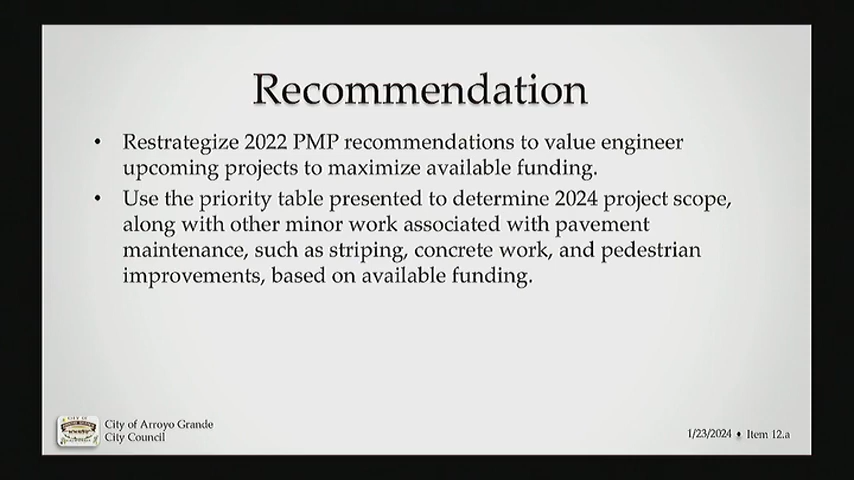 Recommendation
• Restrategize 2022 PMP recommendations to value engineer
upcoming projects to maximize available funding.
• Use the priority table presented to determine 2024 project scope,
along with other minor work associated with pavement
maintenance, such as striping, concrete work, and pedestrian
improvements, based on available funding.
City of Arroyo Grande
City Council
1/23/2024 • Item 12.a